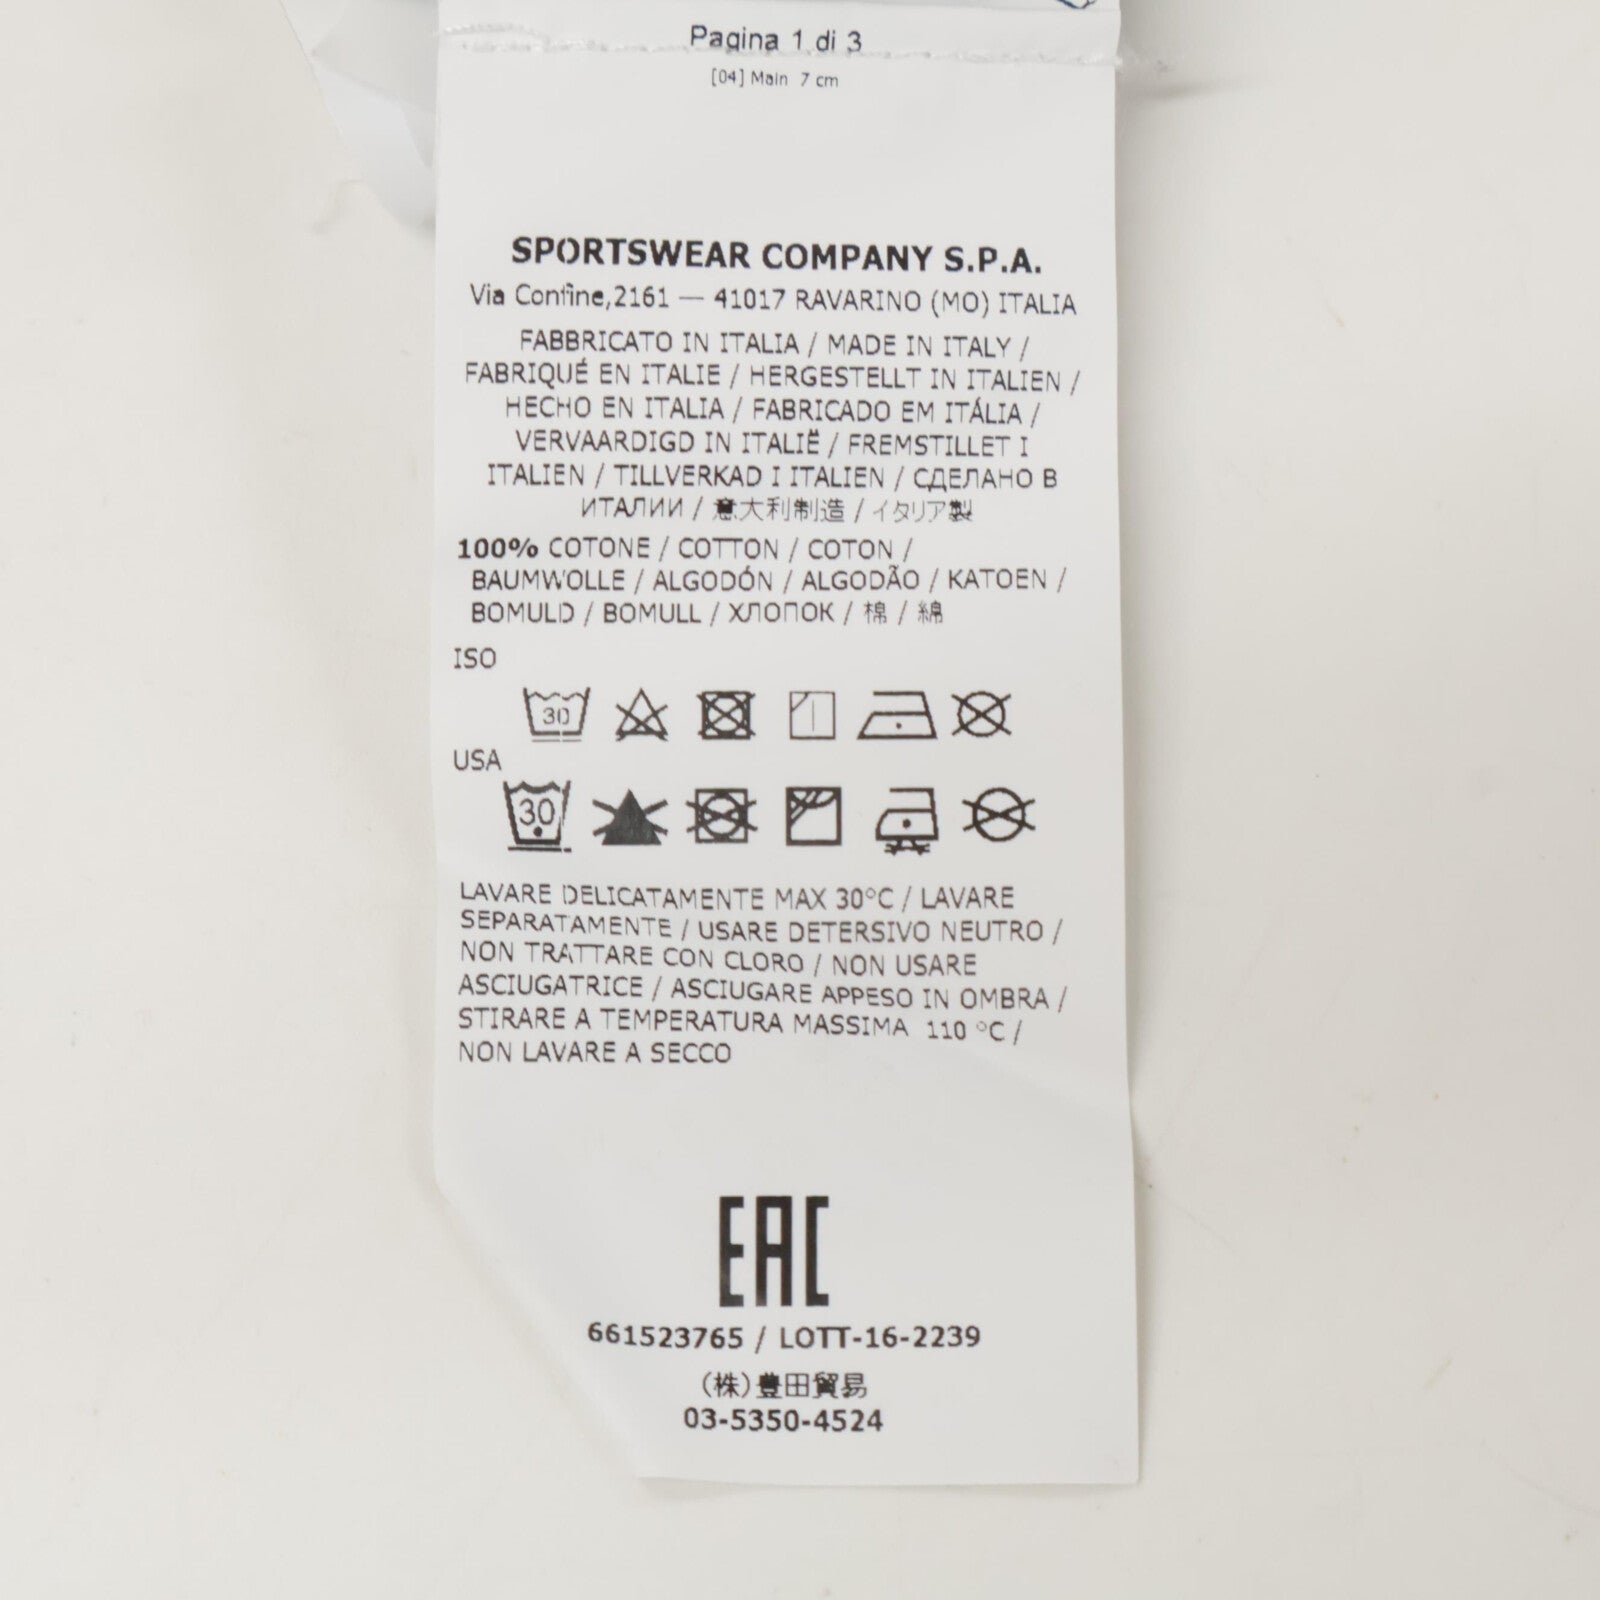 Pagina 1 di 3
[04] Main 7 cm
SPORTSWEAR COMPANY S.P.A.
Via Confine,2161 — 41017 RAVARINO (MO) ITALIA
FABBRICATO IN ITALIA / MADE IN ITALY /
FABRIQUÉ EN ITALIE / HERGESTELLT IN ITALIEN /
HECHO EN ITALIA / FABRICADO EM ITÁLIA /
VERVAARDIGD IN ITALIË / FREMSTILLET I
ITALIEN / TILLVERKAD I ITALIEN / СДЕЛАНО В
ИТАЛИИ / 意大利制造 / イタリア製
100% COTONE / COTTON / COTON /
BAUMWOLLE / ALGODÓN / ALGODÃO / KATOEN /
BOMULD / BOMULL / ХЛОПОК / 棉 / 綿
ISO
30
USA
30
LAVARE DELICATAMENTE MAX 30°C / LAVARE
SEPARATAMENTE / USARE DETERSIVO NEUTRO /
NON TRATTARE CON CLORO / NON USARE
ASCIUGATRICE / ASCIUGARE APPESO IN OMBRA /
STIRARE A TEMPERATURA MASSIMA 110 °C /
NON LAVARE A SECCO
EAC
661523765 / LOTT-16-2239
(株)豊田貿易
03-5350-4524